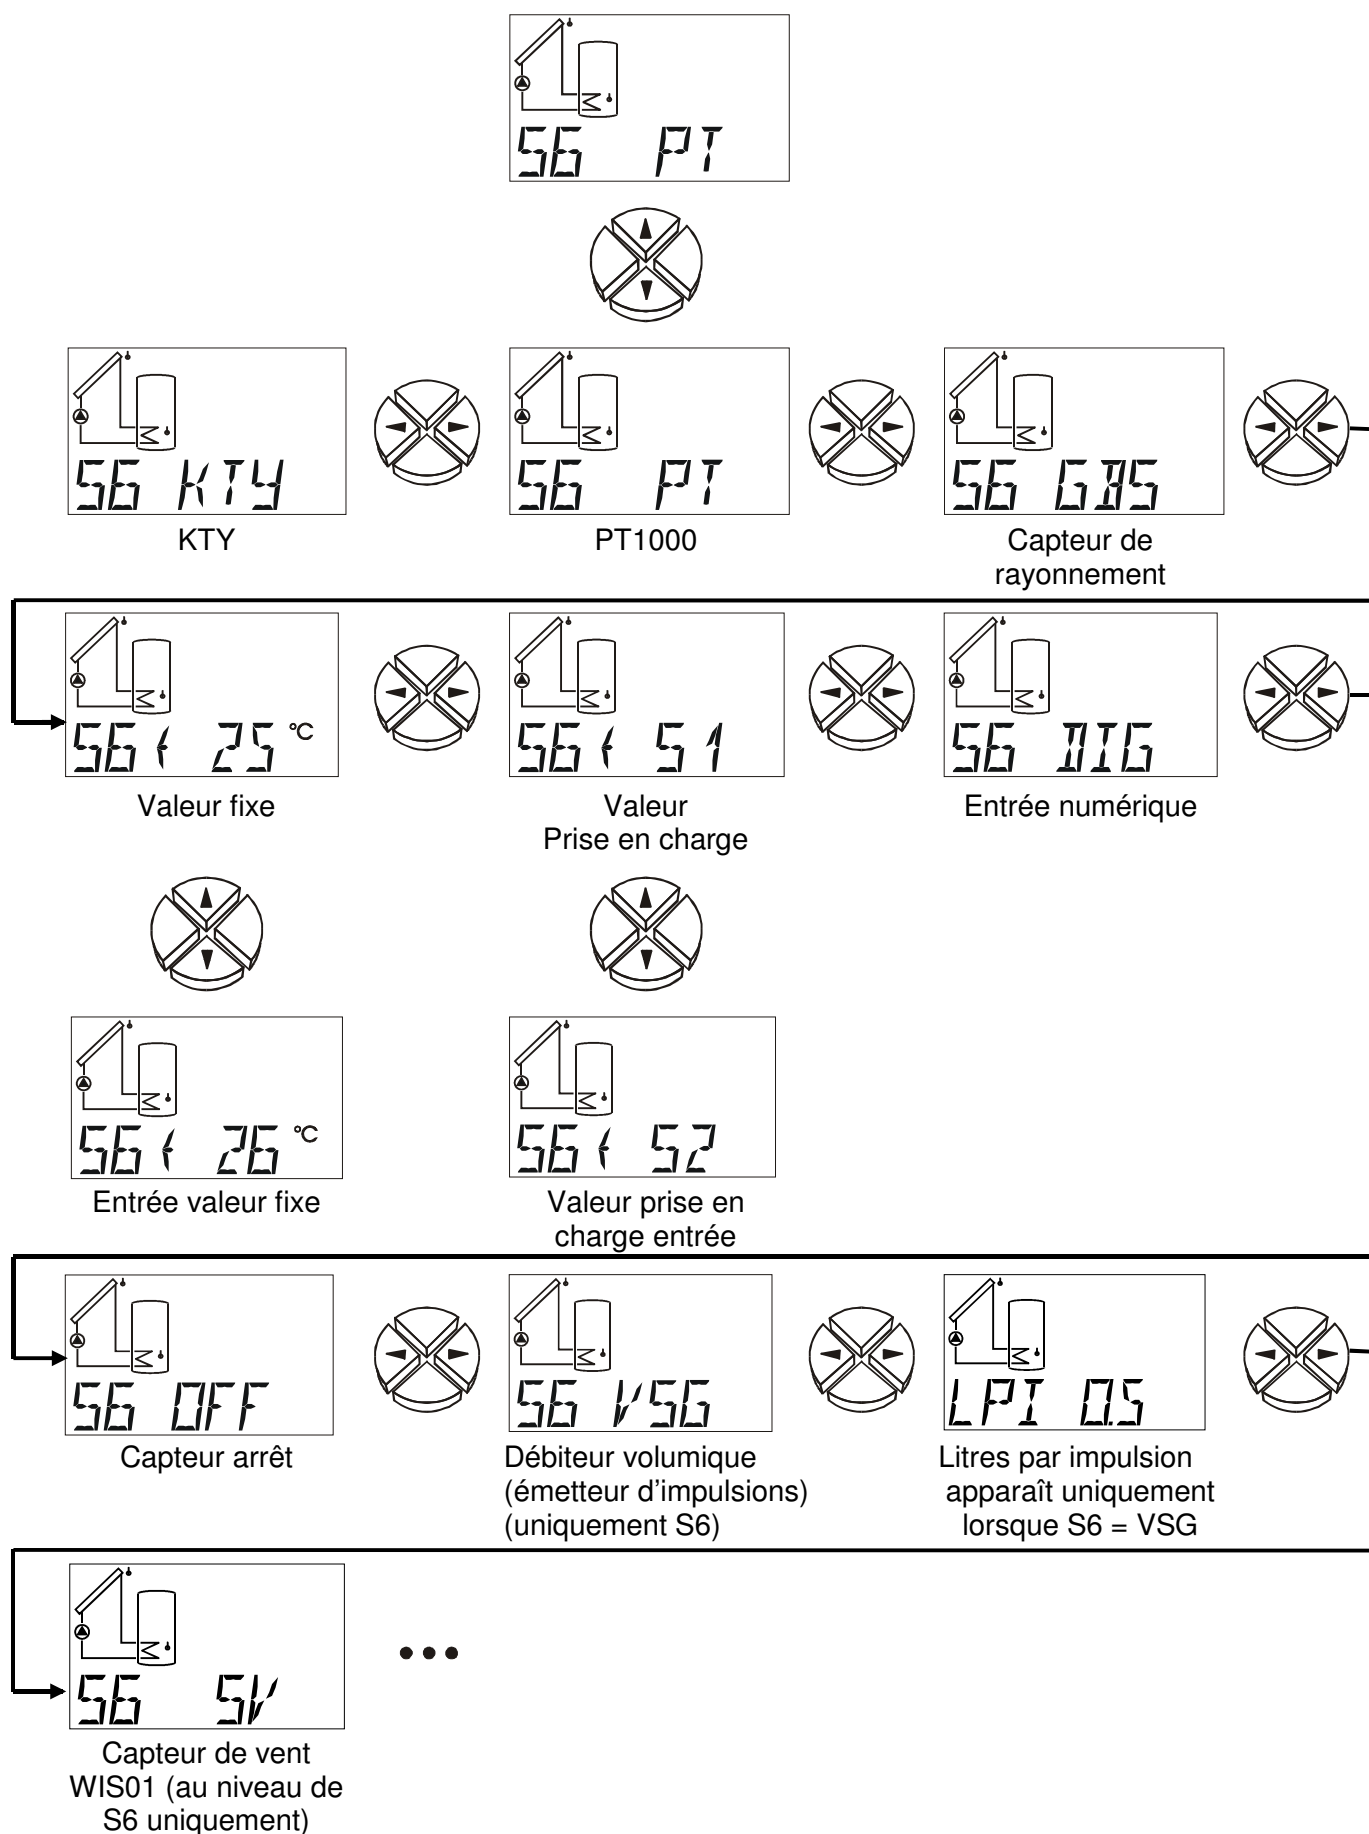 S6 PT
S6 KTY
S6 PT
S6 GBS
KTY
PT1000
Capteur de
rayonnement
S6 25 °C
S6 S1
S6 DIG
Valeur fixe
Valeur
Prise en charge
Entrée numérique
S6 26 °C
S6 S2
Entrée valeur fixe
Valeur prise en
charge entrée
S6 OFF
S6 VSG
LPI 0.5
Capteur arrêt
Débiteur volumique
(émetteur d'impulsions)
(uniquement S6)
Litres par impulsion
apparaît uniquement
lorsque S6 = VSG
S6 SV
•••
Capteur de vent
WIS01 (au niveau de
S6 uniquement)